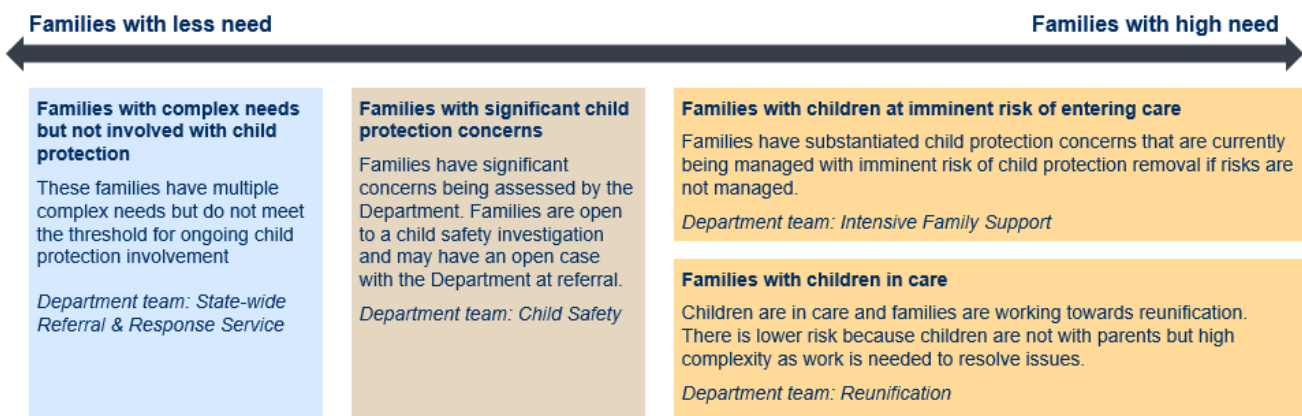 Families with less need
Families with high need
Families with complex needs
but not involved with child
protection
These families have multiple
complex needs but do not meet
the threshold for ongoing child
protection involvement
Department team: State-wide
Referral & Response Service
Families with significant child
protection concerns
Families have significant
concerns being assessed by the
Department. Families are open
to a child safety investigation
and may have an open case
with the Department at referral.
Department team: Child Safety
Families with children at imminent risk of entering care
Families have substantiated child protection concerns that are currently
being managed with imminent risk of child protection removal if risks are
not managed.
Department team: Intensive Family Support
Families with children in care
Children are in care and families are working towards reunification.
There is lower risk because children are not with parents but high
complexity as work is needed to resolve issues.
Department team: Reunification